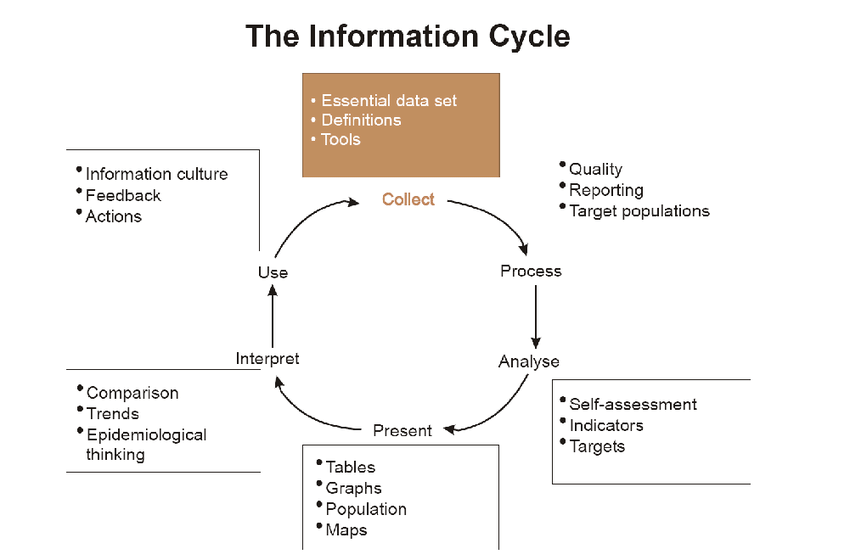 The Information Cycle
• Essential data set
• Definitions
• Tools
Collect
• Information culture
• Feedback
• Actions
• Quality
• Reporting
• Target populations
Use
Process
Interpret
Analyse
• Comparison
• Trends
• Epidemiological
thinking
• Self-assessment
• Indicators
• Targets
Present
• Tables
• Graphs
• Population
• Maps